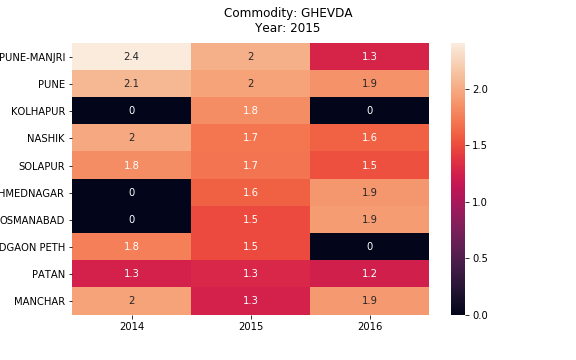 Commodity: GHEVDA
Year: 2015
PUNE-MANJRI 2.4 2 1.3
PUNE 2.1 2 1.9
KOLHAPUR 0 1.8 0
NASHIK 2 1.7 1.6
SOLAPUR 1.8 1.7 1.5
HMEDNAGAR 0 1.6 1.9
OSMANABAD 0 1.5 1.9
DGAON PETH 1.8 1.5 0
PATAN 1.3 1.3 1.2
MANCHAR 2 1.3 1.9
2014 2015 2016
2.0
1.5
1.0
0.5
0.0